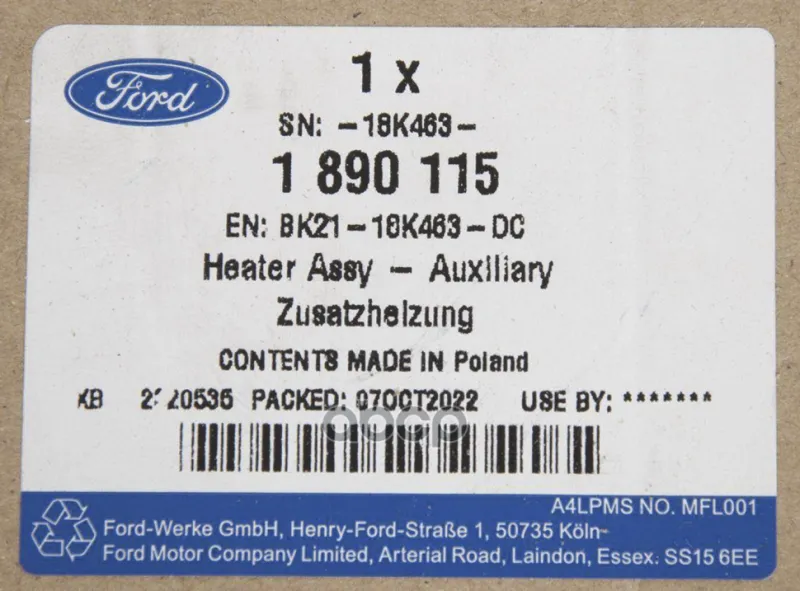 Ford
1 x
SN: -18K463-
1 890 115
EN: BK21-18K463-DC
Heater Assy - Auxiliary
Zusatzheizung
CONTENTS MADE IN Poland
KB PACKED: 07OCT2022 USE BY: *******
A4LPMS NO. MFL001
Ford-Werke GmbH, Henry-Ford-Straße 1, 50735 Köln
Ford Motor Company Limited, Arterial Road, Laindon, Essex. SS15 6EE